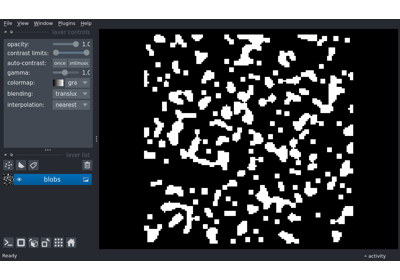 File View Window Plugins Help
layer controls
opacity: 1.0
contrast limits:
auto-contrast: once
gamma: 1.0
colormap: gra
blending: translu
interpolation: nearest
layer list
blobs
Ready activity